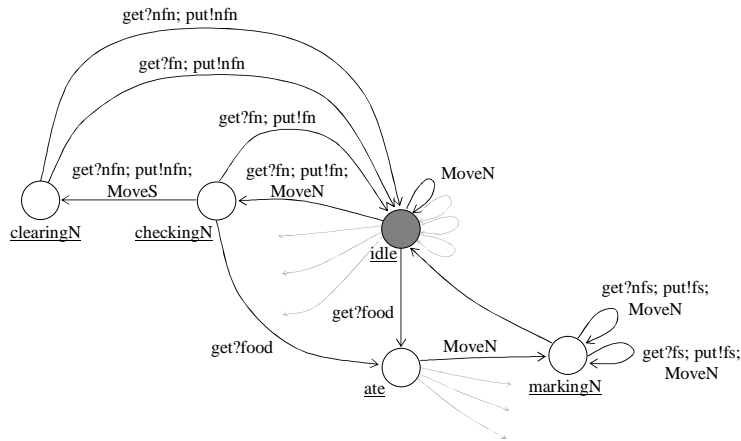 get?nfn; put!nfn
get?fn; put!nfn
get?fn; put!fn
get?nfn; put!nfn;
MoveS
get?fn; put!fn;
MoveN
MoveN
clearingN
checkingN
idle
get?nfs; put!fs;
MoveN
get?food
get?food
MoveN
get?fs; put!fs;
MoveN
ate
markingN